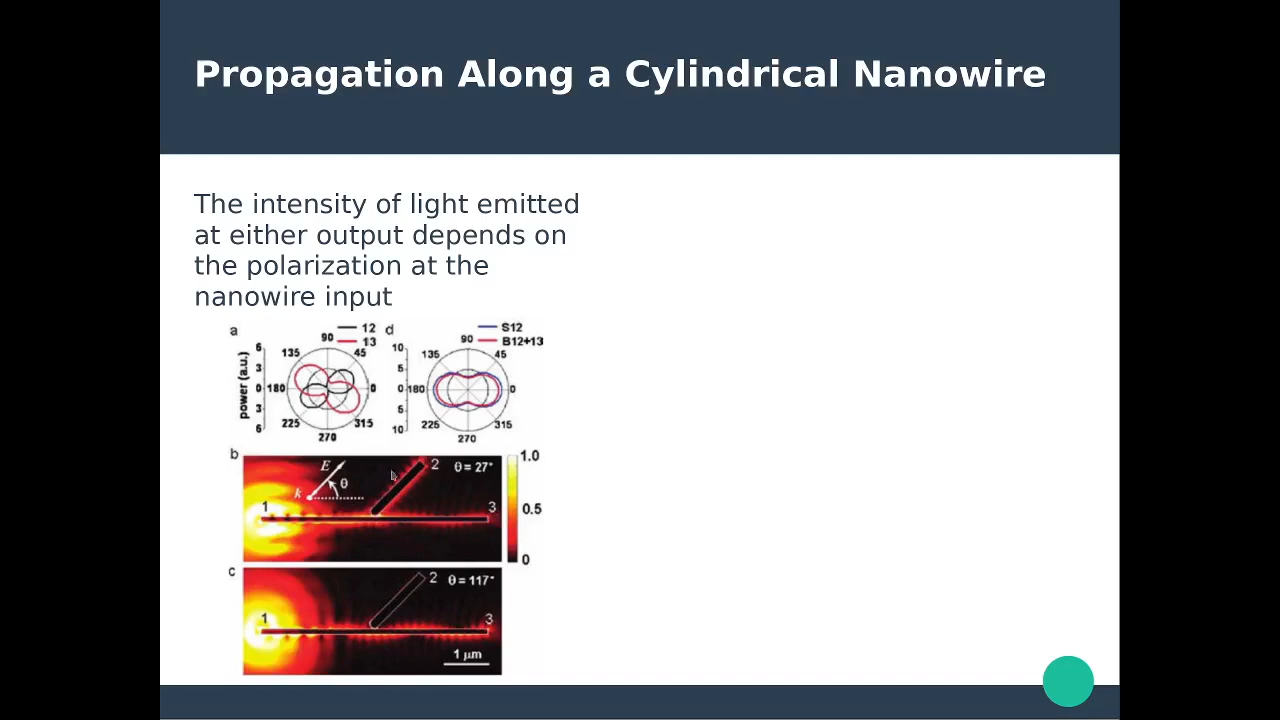 Propagation Along a Cylindrical Nanowire
The intensity of light emitted
at either output depends on
the polarization at the
nanowire input
a
12
13
90
135
45
180
0
225
315
270
power (a.u.)
6
3
0
3
6
d
S12
B12+13
90
135
45
180
0
225
315
270
10
5
0
5
10
b
E
k
θ
1
2
3
θ = 27°
1.0
0.5
0
c
1
2
3
θ = 117°
1 μm